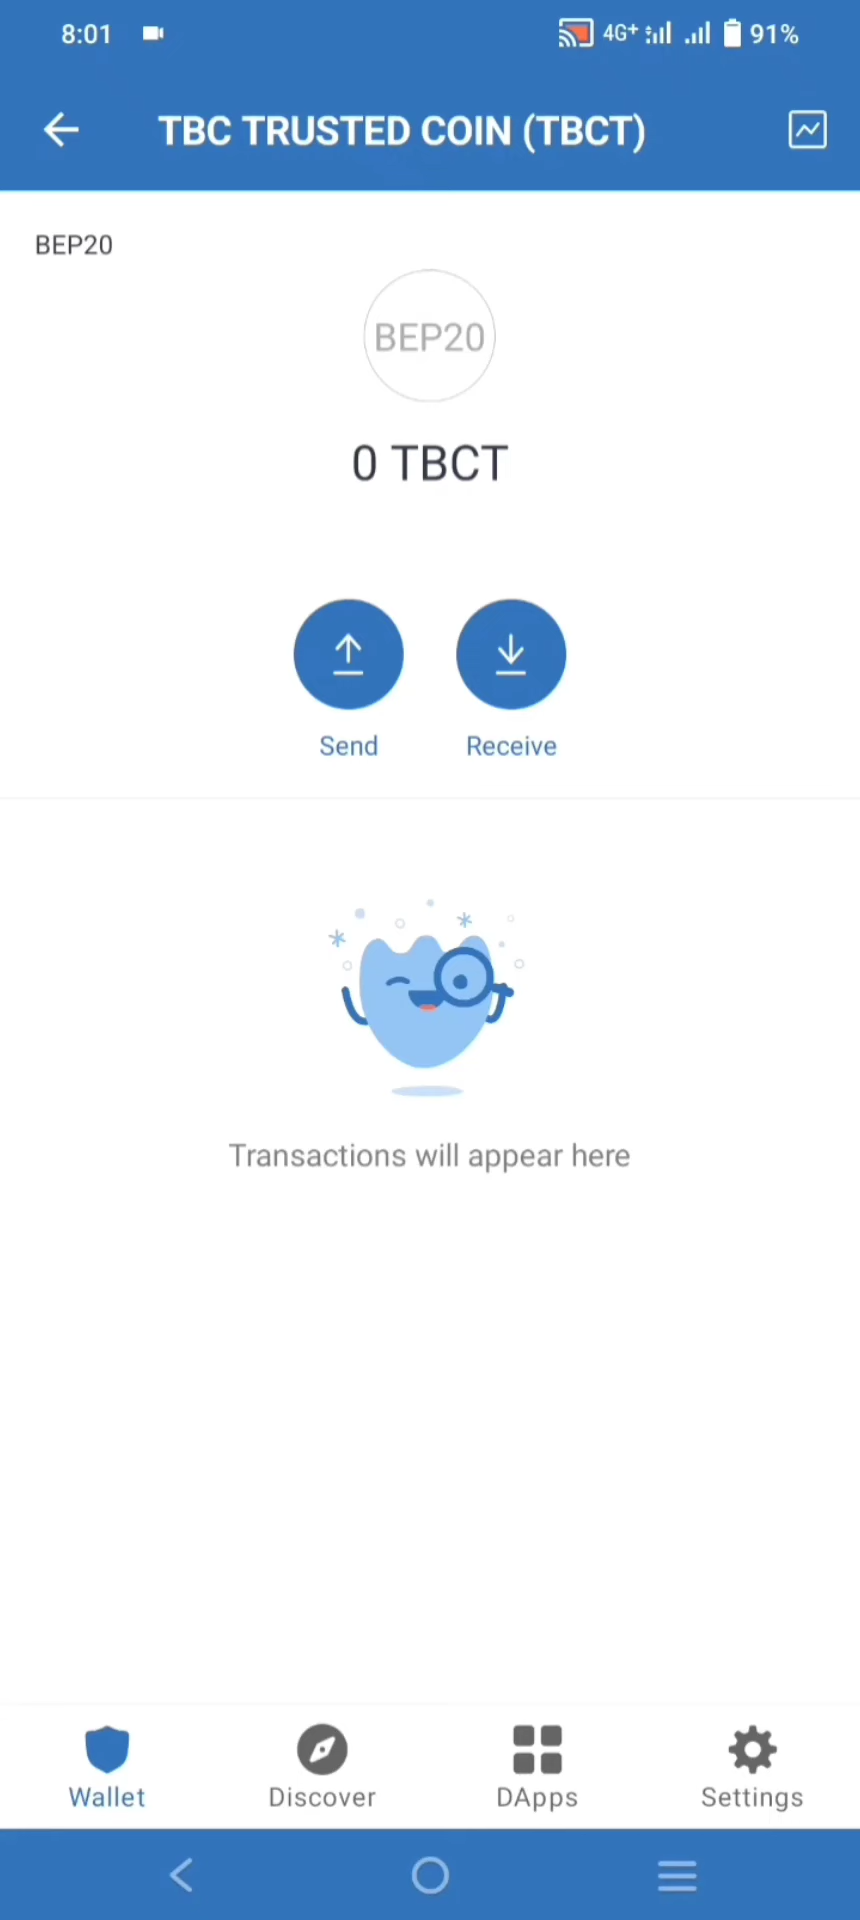 8:01 4G+ 91%
TBC TRUSTED COIN (TBCT)
BEP20
BEP20
0 TBCT
Send Receive
Transactions will appear here
Wallet Discover DApps Settings